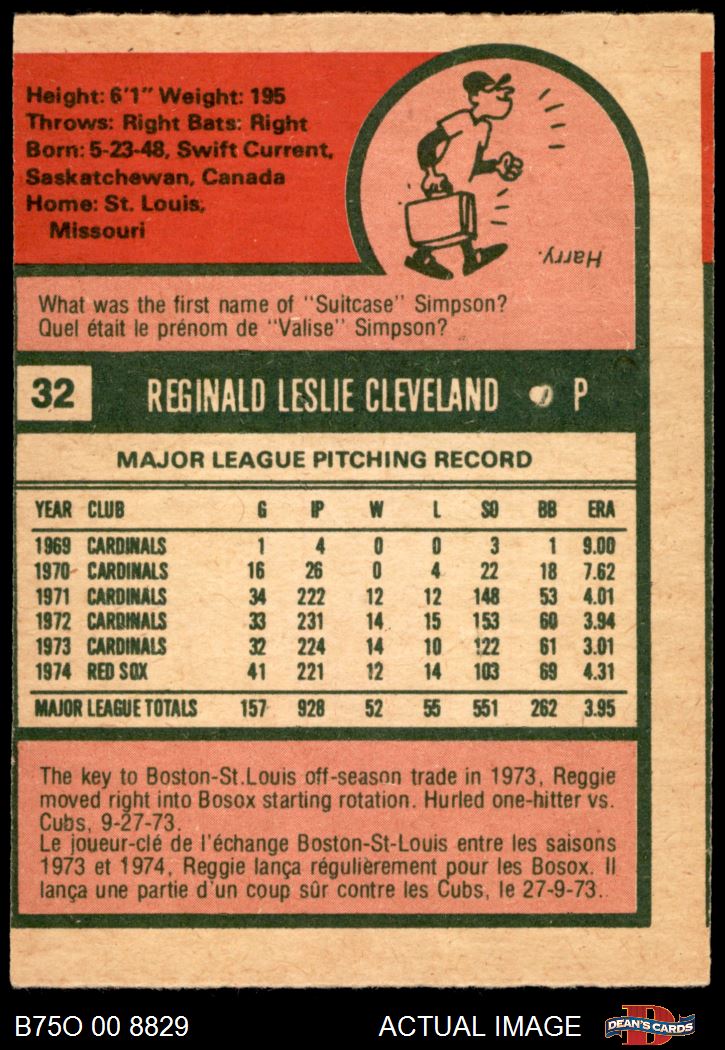 Height: 6'1" Weight: 195
Throws: Right Bats: Right
Born: 5-23-48, Swift Current,
Saskatchewan, Canada
Home: St. Louis,
Missouri
Harry.
What was the first name of "Suitcase" Simpson?
Quel était le prénom de "Valise" Simpson?
32 REGINALD LESLIE CLEVELAND P
MAJOR LEAGUE PITCHING RECORD
YEAR CLUB G IP W L SO BB ERA
1969 CARDINALS 1 4 0 0 3 1 9.00
1970 CARDINALS 16 26 0 4 22 18 7.62
1971 CARDINALS 34 222 12 12 148 53 4.01
1972 CARDINALS 33 231 14 15 153 60 3.94
1973 CARDINALS 32 224 14 10 122 61 3.01
1974 RED SOX 41 221 12 14 103 69 4.31
MAJOR LEAGUE TOTALS 157 928 52 55 551 262 3.95
The key to Boston-St.Louis off-season trade in 1973, Reggie
moved right into Bosox starting rotation. Hurled one-hitter vs.
Cubs, 9-27-73.
Le joueur-clé de l'échange Boston-St-Louis entre les saisons
1973 et 1974, Reggie lança régulièrement pour les Bosox. Il
lança une partie d'un coup sûr contre les Cubs, le 27-9-73.
B75O 00 8829 ACTUAL IMAGE
D
DEAN'S CARDS